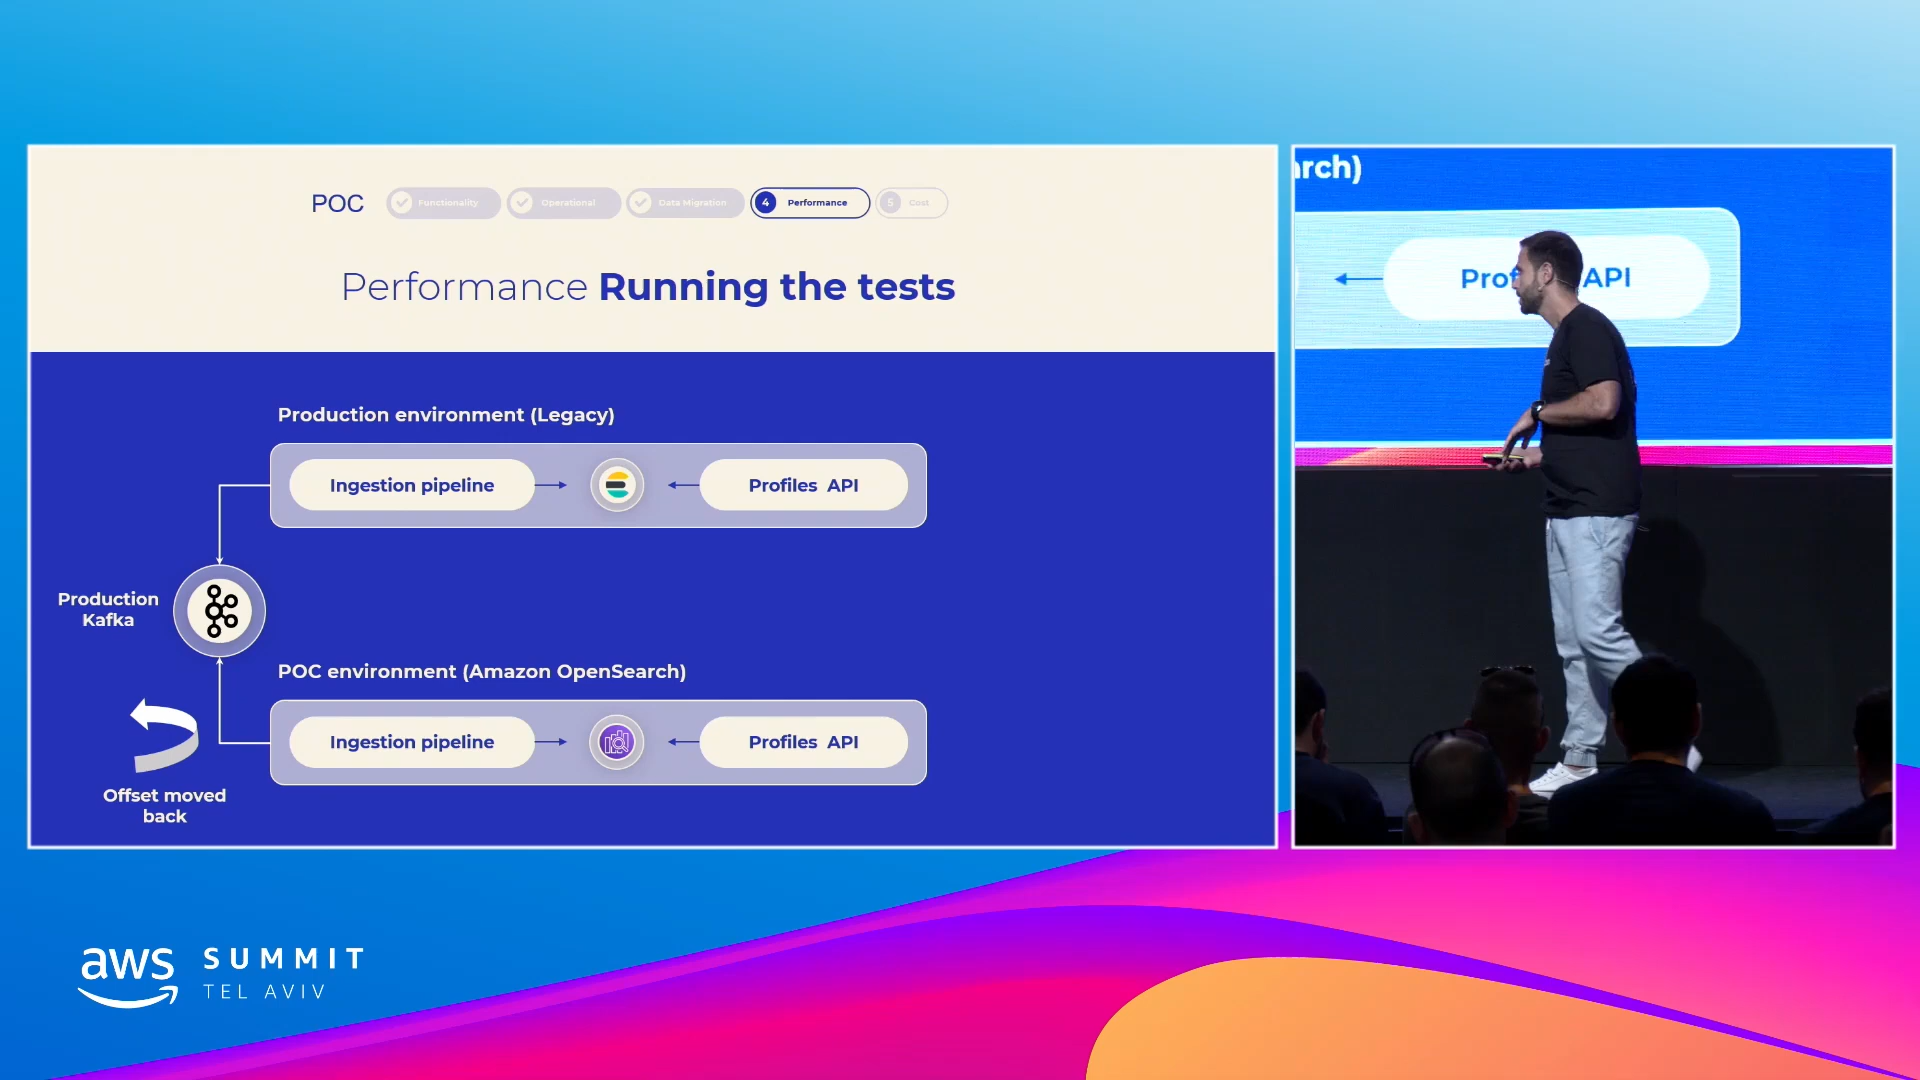 POC
Functionality
Operational
Data Migration
4
Performance
5
Cost
Performance Running the tests
Production environment (Legacy)
Ingestion pipeline
Profiles API
Production
Kafka
POC environment (Amazon OpenSearch)
Ingestion pipeline
Profiles API
Offset moved
back
arch)
Prof API
aws SUMMIT
TEL AVIV